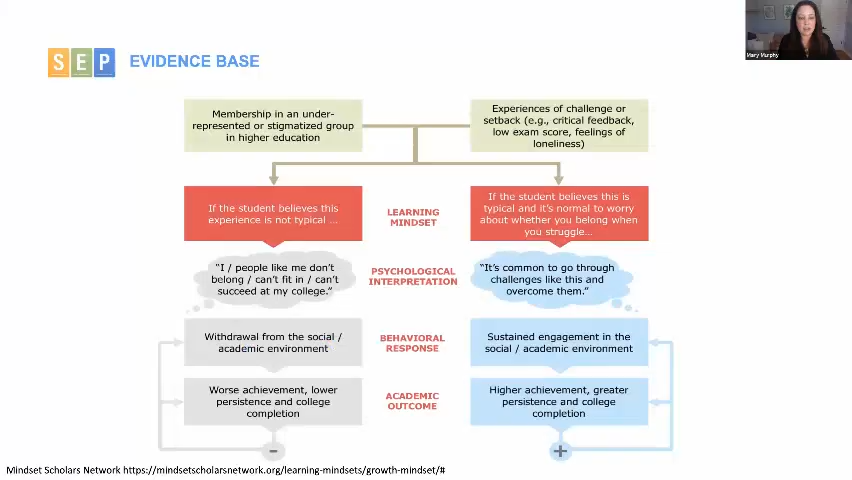 Mary Murphy
SEP EVIDENCE BASE
Membership in an under-
represented or stigmatized group
in higher education
Experiences of challenge or
setback (e.g., critical feedback,
low exam score, feelings of
loneliness)
If the student believes this
experience is not typical ...
LEARNING
MINDSET
If the student believes this is
typical and it's normal to worry
about whether you belong when
you struggle...
"I / people like me don't
belong / can't fit in / can't
succeed at my college."
PSYCHOLOGICAL
INTERPRETATION
"It's common to go through
challenges like this and
overcome them."
Withdrawal from the social /
academic environment
BEHAVIORAL
RESPONSE
Sustained engagement in the
social / academic environment
Worse achievement, lower
persistence and college
completion
ACADEMIC
OUTCOME
Higher achievement, greater
persistence and college
completion
-
+
Mindset Scholars Network https://mindsetscholarsnetwork.org/learning-mindsets/growth-mindset/#